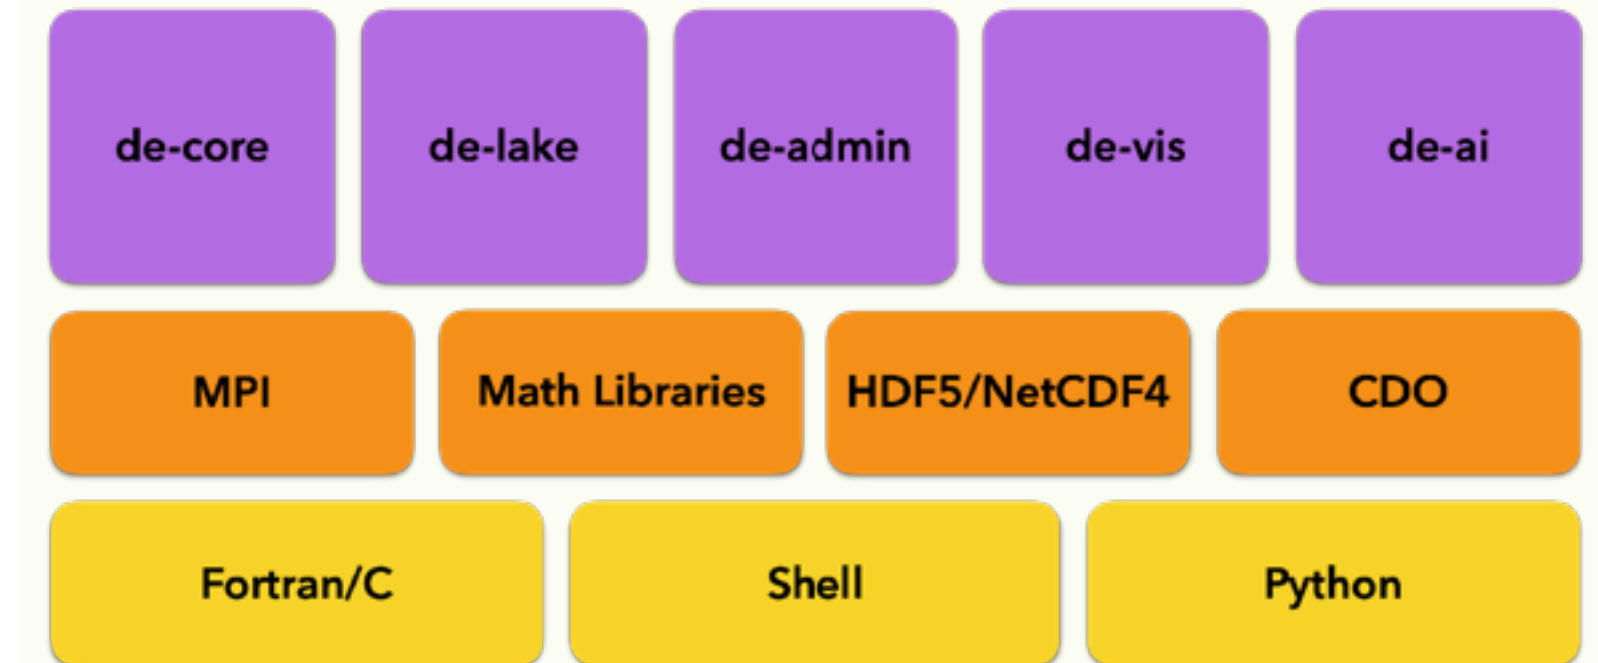 de-core
de-lake
de-admin
de-vis
de-ai
MPI
Math Libraries
HDF5/NetCDF4
CDO
Fortran/C
Shell
Python